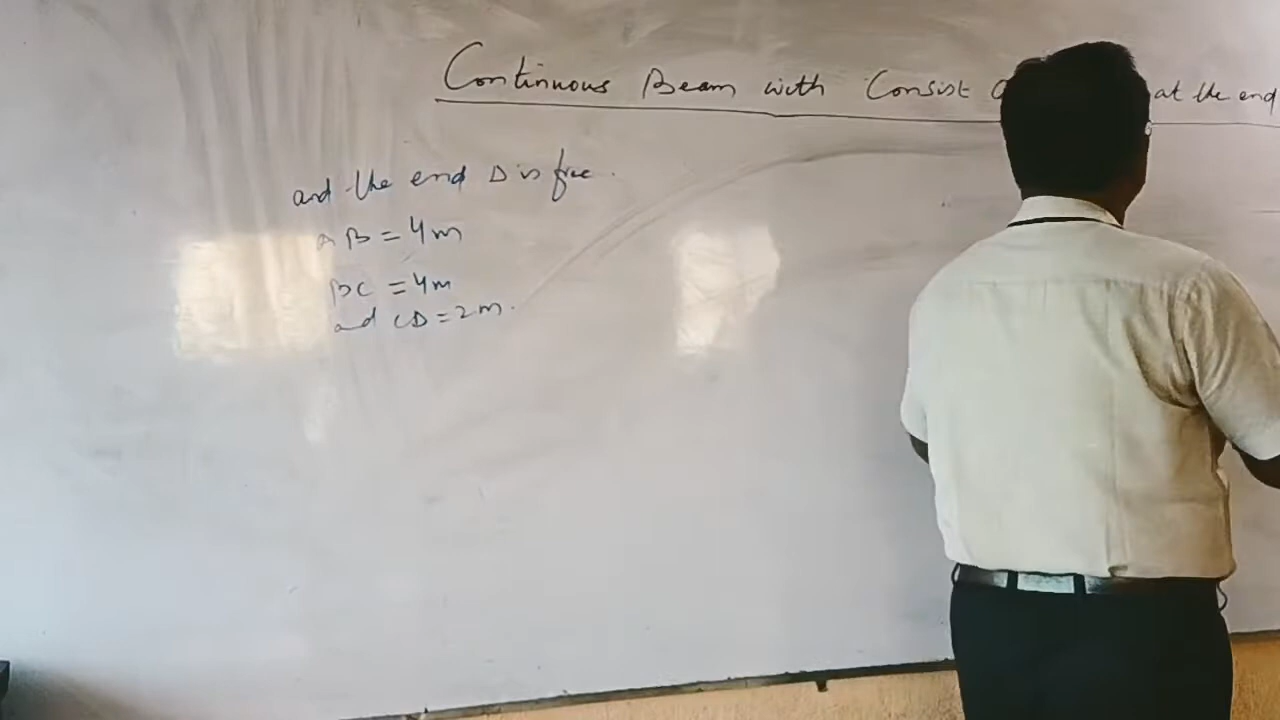 Continuous Beam with Consist at the end
and the end D is free.
AB = 4m
BC = 4m
and CD = 2m.